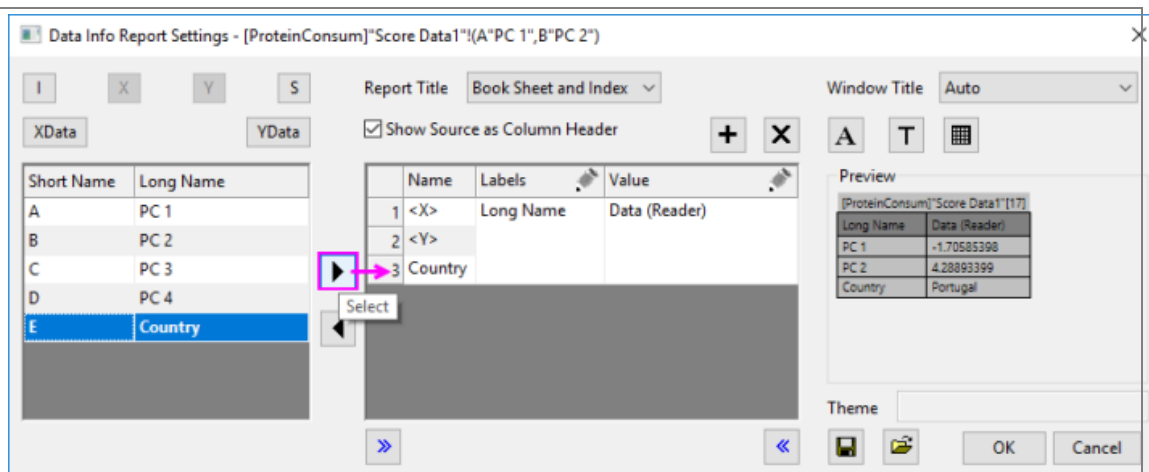 Data Info Report Settings - [ProteinConsum]"Score Data1"!(A"PC 1",B"PC 2")
I X Y S Report Title Book Sheet and Index Window Title Auto
XData YData Show Source as Column Header A T
Short Name Long Name
A PC 1
B PC 2
C PC 3
D PC 4
E Country
Select
Name Labels Value
1 <X> Long Name Data (Reader)
2 <Y>
3 Country
Preview
[ProteinConsum]"Score Data1"[17]
Long Name Data (Reader)
PC 1 -1.70585398
PC 2 4.28893399
Country Portugal
Theme
OK Cancel